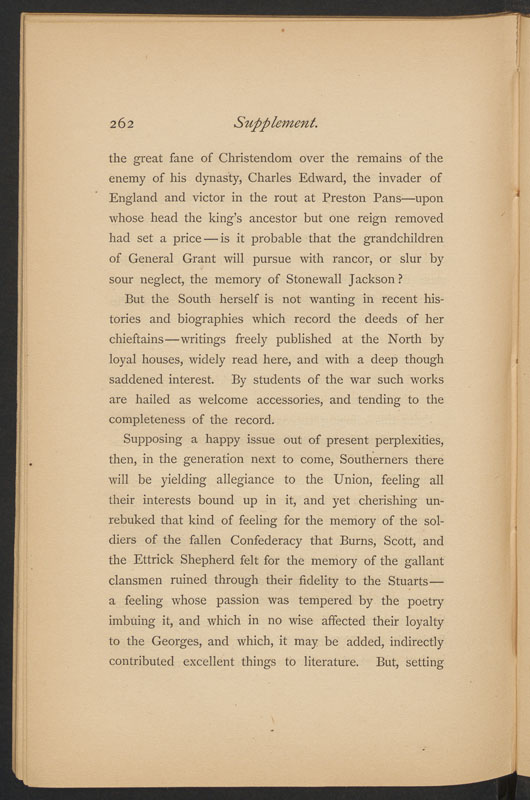 262 Supplement.
the great fane of Christendom over the remains of the
enemy of his dynasty, Charles Edward, the invader of
England and victor in the rout at Preston Pans—upon
whose head the king's ancestor but one reign removed
had set a price—is it probable that the grandchildren
of General Grant will pursue with rancor, or slur by
sour neglect, the memory of Stonewall Jackson?
But the South herself is not wanting in recent his-
tories and biographies which record the deeds of her
chieftains—writings freely published at the North by
loyal houses, widely read here, and with a deep though
saddened interest. By students of the war such works
are hailed as welcome accessories, and tending to the
completeness of the record.
Supposing a happy issue out of present perplexities,
then, in the generation next to come, Southerners there
will be yielding allegiance to the Union, feeling all
their interests bound up in it, and yet cherishing un-
rebuked that kind of feeling for the memory of the sol-
diers of the fallen Confederacy that Burns, Scott, and
the Ettrick Shepherd felt for the memory of the gallant
clansmen ruined through their fidelity to the Stuarts—
a feeling whose passion was tempered by the poetry
imbuing it, and which in no wise affected their loyalty
to the Georges, and which, it may be added, indirectly
contributed excellent things to literature. But, setting